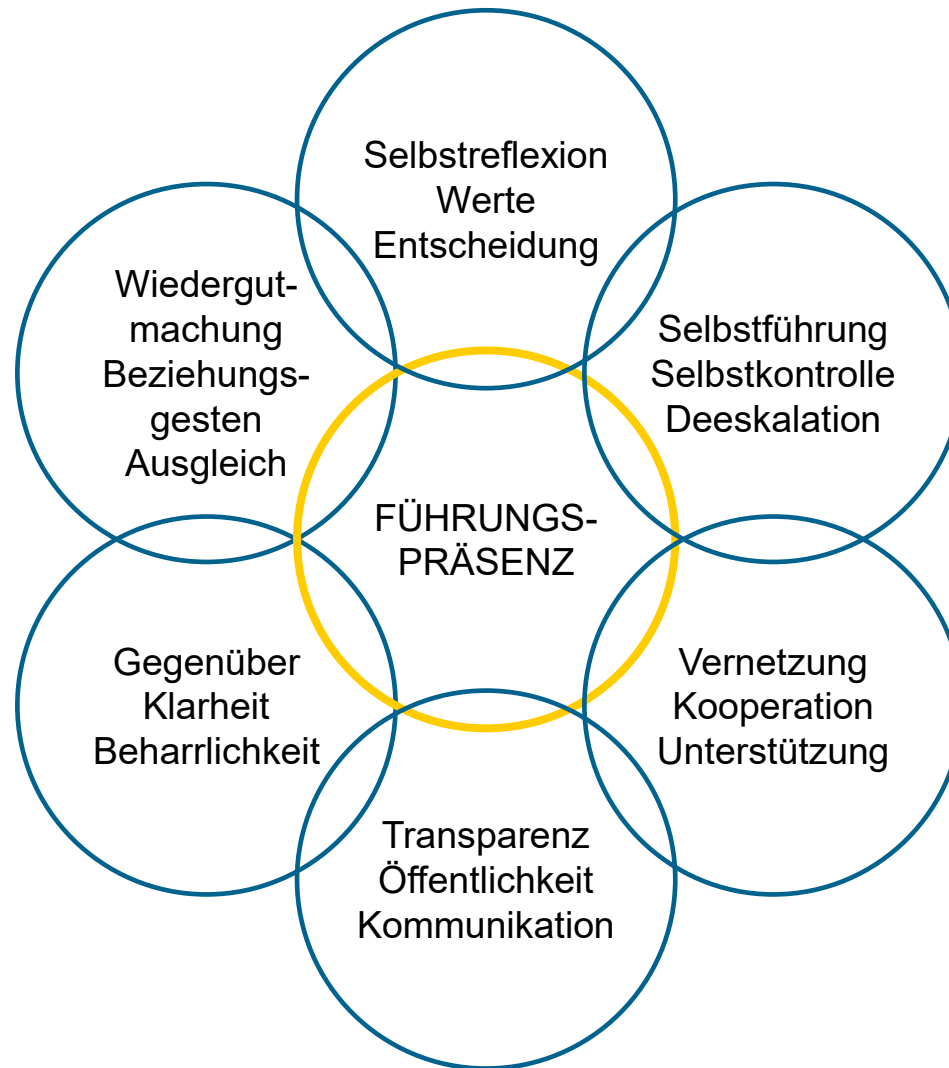 Selbstreflexion
Werte
Entscheidung
Wiedergut-
machung
Beziehungs-
gesten
Ausgleich
Selbstführung
Selbstkontrolle
Deeskalation
FÜHRUNGS-
PRÄSENZ
Gegenüber
Klarheit
Beharrlichkeit
Vernetzung
Kooperation
Unterstützung
Transparenz
Öffentlichkeit
Kommunikation